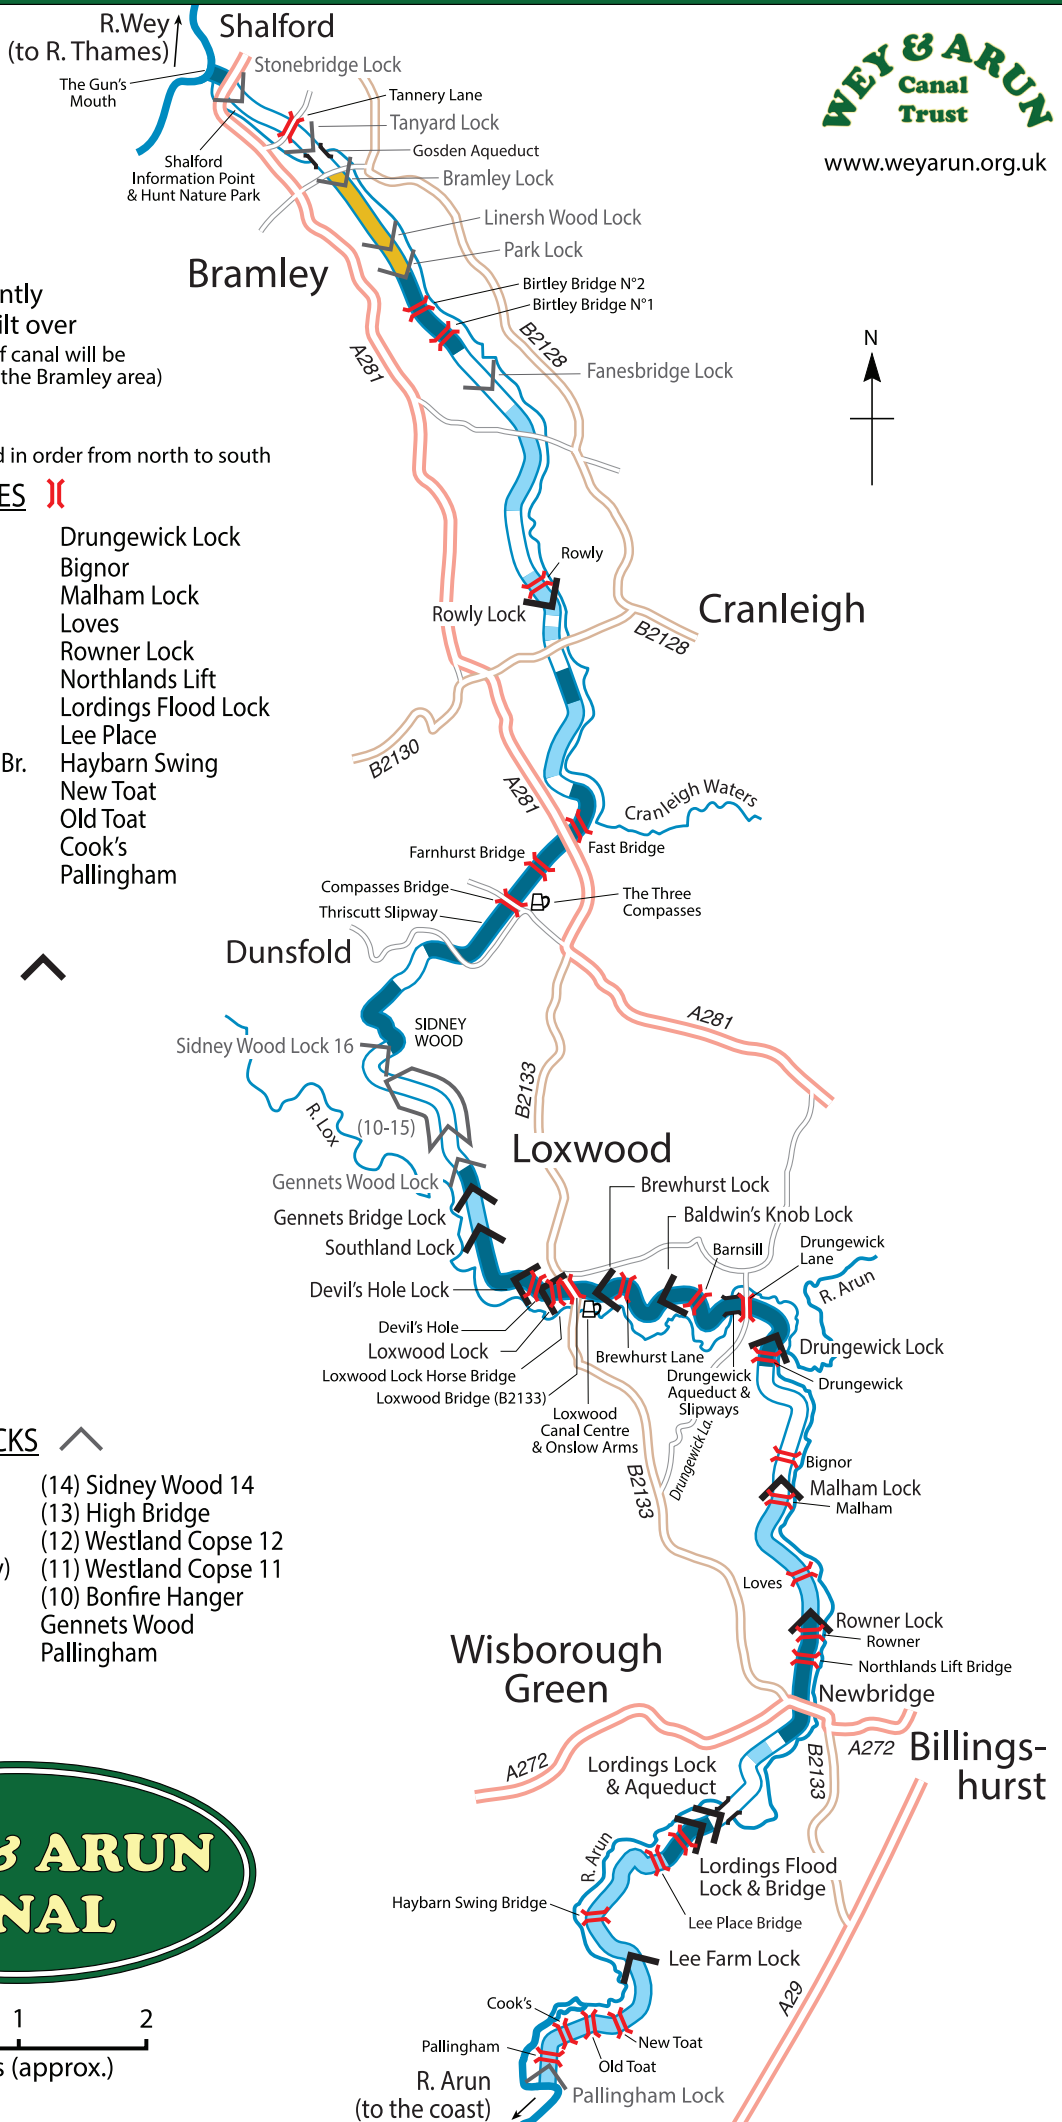 R.Wey
(to R. Thames)
Shalford
The Gun's
Mouth
Stonebridge Lock
Tannery Lane
Tanyard Lock
Gosden Aqueduct
Shalford
Information Point
& Hunt Nature Park
Bramley Lock
WEY & ARUN
Canal
Trust
www.weyarun.org.uk
Linersh Wood Lock
Park Lock
Bramley
Birtley Bridge N°2
Birtley Bridge N°1
ntly
ilt over
f canal will be
the Bramley area)
A281
B2128
Fanesbridge Lock
N
d in order from north to south
ES
Drungewick Lock
Bignor
Malham Lock
Loves
Rowner Lock
Northlands Lift
Lordings Flood Lock
Lee Place
Br. Haybarn Swing
New Toat
Old Toat
Cook's
Pallingham
Rowly
Rowly Lock
Cranleigh
B2128
B2130
A281
Cranleigh Waters
Fast Bridge
Farnhurst Bridge
Compasses Bridge
Thriscutt Slipway
The Three
Compasses
Dunsfold
A281
SIDNEY
WOOD
Sidney Wood Lock 16
B2133
R. Lox
(10-15)
Loxwood
Gennets Wood Lock
Gennets Bridge Lock
Southland Lock
Devil's Hole Lock
Devil's Hole
Loxwood Lock
Loxwood Lock Horse Bridge
Loxwood Bridge (B2133)
Brewhurst Lock
Baldwin's Knob Lock
Barnsill
Drungewick
Lane
R. Arun
Brewhurst Lane
Drungewick
Aqueduct &
Slipways
Drungewick Lock
Drungewick
Loxwood
Canal Centre
& Onslow Arms
Drungewick La.
B2133
Bignor
Malham Lock
Malham
CKS
(14) Sidney Wood 14
(13) High Bridge
(12) Westland Copse 12
y) (11) Westland Copse 11
(10) Bonfire Hanger
Gennets Wood
Pallingham
Loves
Rowner Lock
Rowner
Northlands Lift Bridge
Wisborough
Green
Newbridge
A272
A272
B2133
Billings-
hurst
Lordings Lock
& Aqueduct
R. Arun
Lordings Flood
Lock & Bridge
Lee Place Bridge
Haybarn Swing Bridge
Lee Farm Lock
& ARUN
NAL
A29
1 2
s (approx.)
Cook's
New Toat
Old Toat
Pallingham
Pallingham Lock
R. Arun
(to the coast)